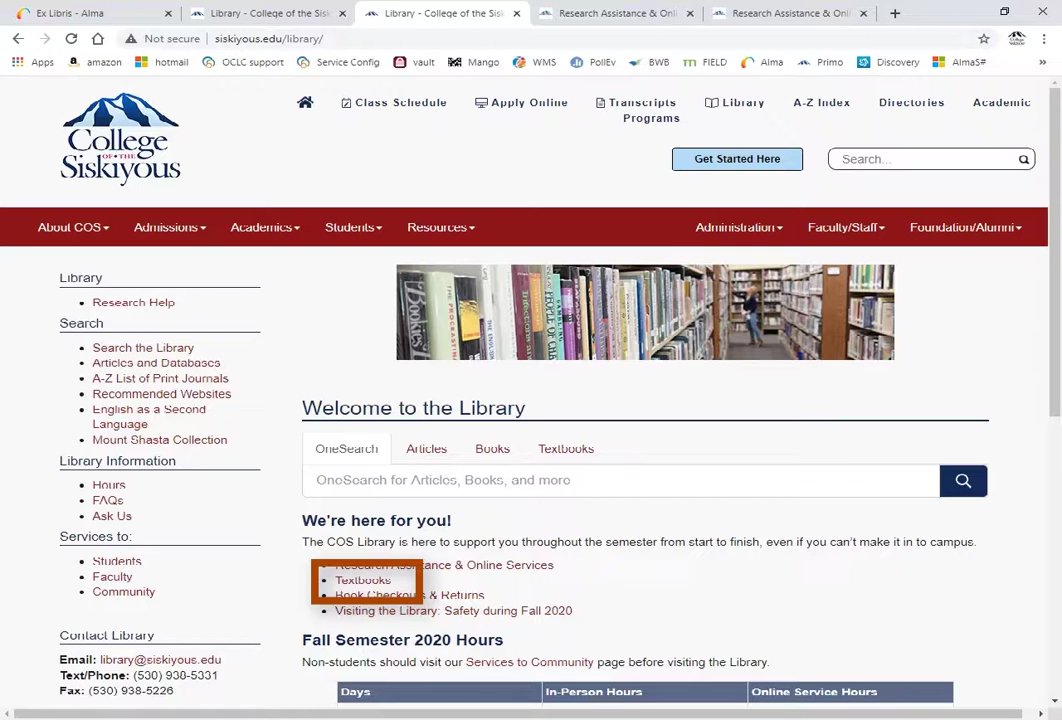 Ex Libris - Alma
Library - College of the Sisk
Library - College of the Sisk
Research Assistance & Onl
Research Assistance & Onl
Not secure siskiyous.edu/library/
Apps amazon hotmail OCLC support Service Config vault Mango WMS PollEv BWB FIELD Alma Primo Discovery AlmaS#
Class Schedule Apply Online Transcripts Library A-Z Index Directories Academic
Programs
College
OF THE
Siskiyous
Get Started Here
Search...
About COS Admissions Academics Students Resources Administration Faculty/Staff Foundation/Alumni
Library
Research Help
Search
Search the Library
Articles and Databases
A-Z List of Print Journals
Recommended Websites
English as a Second
Language
Mount Shasta Collection
Library Information
Hours
FAQs
Ask Us
Services to:
Students
Faculty
Community
Contact Library
Email: library@siskiyous.edu
Text/Phone: (530) 938-5331
Fax: (530) 938-5226
Welcome to the Library
OneSearch Articles Books Textbooks
OneSearch for Articles, Books, and more
We're here for you!
The COS Library is here to support you throughout the semester from start to finish, even if you can't make it in to campus.
Research Assistance & Online Services
Textbooks
Book Checkouts & Returns
Visiting the Library: Safety during Fall 2020
Fall Semester 2020 Hours
Non-students should visit our Services to Community page before visiting the Library.
Days In-Person Hours Online Service Hours